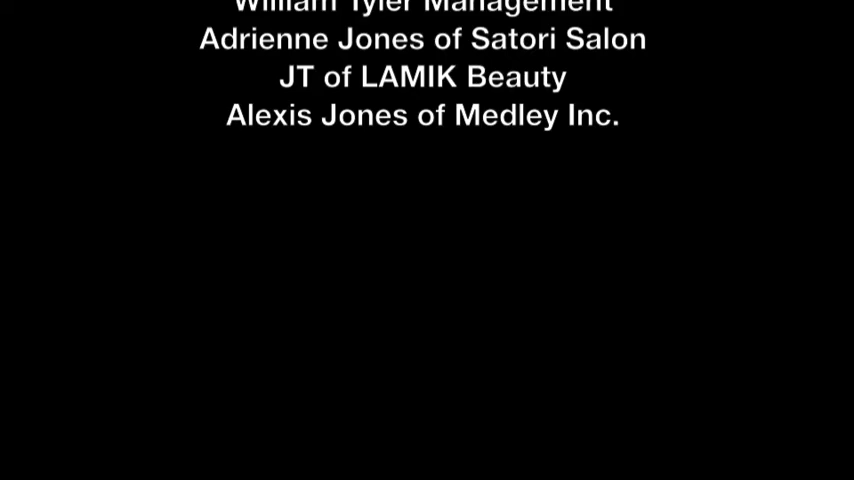 William Tyler Management
Adrienne Jones of Satori Salon
JT of LAMIK Beauty
Alexis Jones of Medley Inc.